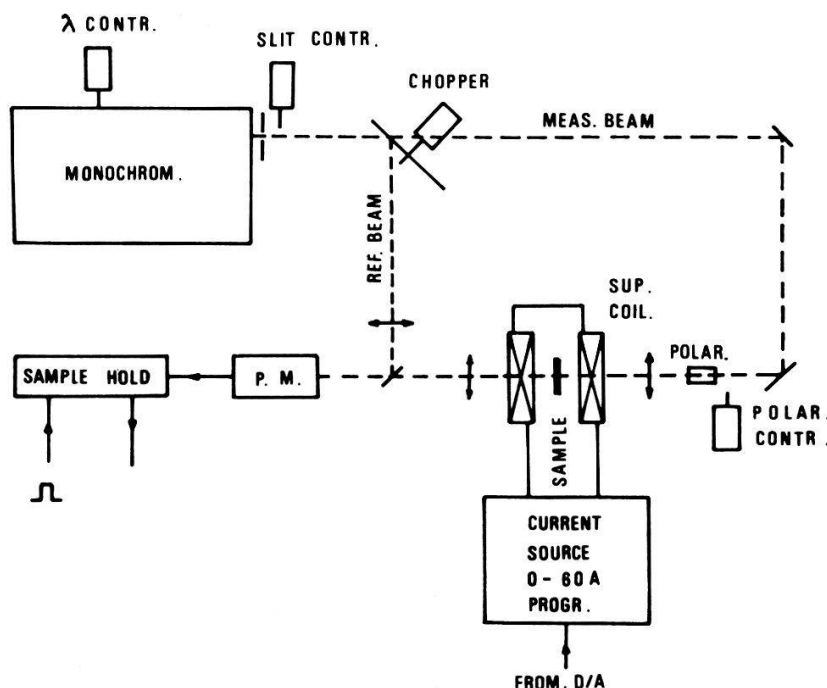 λ CONTR.
SLIT CONTR.
CHOPPER
MEAS. BEAM
MONOCHROM.
REF. BEAM
SUP.
COIL.
POLAR.
SAMPLE HOLD
P. M.
POLAR.
CONTR.
SAMPLE
CURRENT
SOURCE
0 - 60 A
PROGR.
FROM. D/A